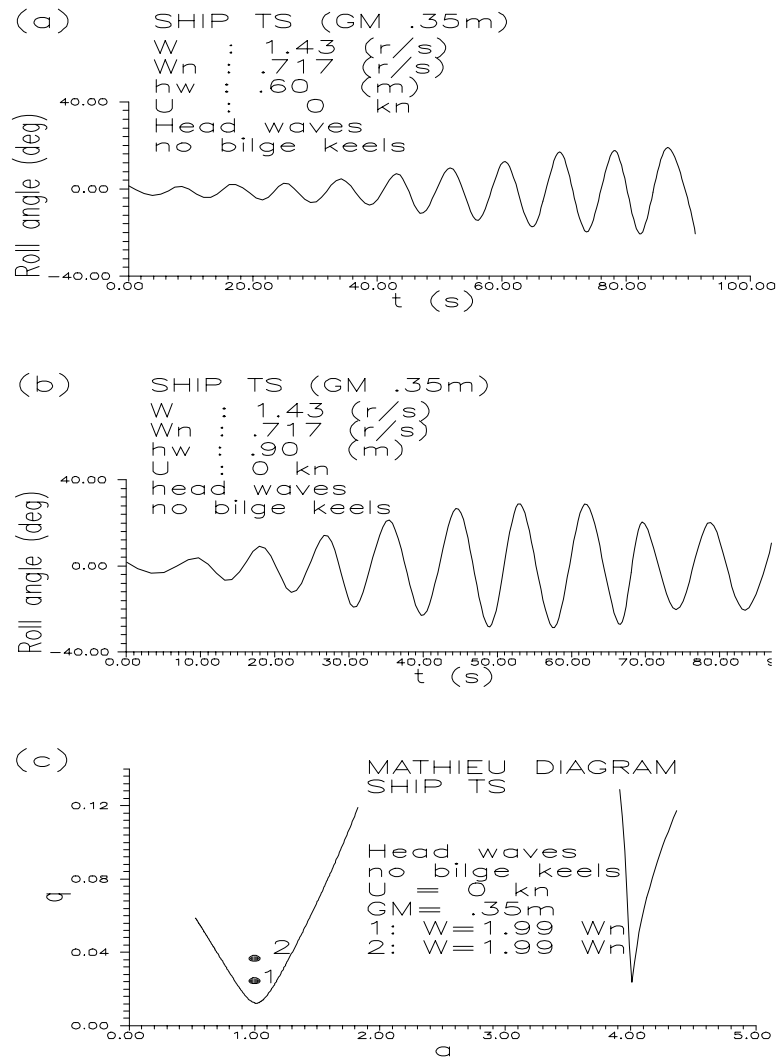 (a)
SHIP TS (GM .35m)
W : 1.43 (r/s)
Wn : .717 (r/s)
hw : .60 (m)
U : 0 kn
Head waves
no bilge keels
Roll angle (deg)
40.00
0.00
-40.00
0.00 20.00 40.00 60.00 80.00 100.00
t (s)
(b)
SHIP TS (GM .35m)
W : 1.43 (r/s)
Wn : .717 (r/s)
hw : .90 (m)
U : 0 kn
head waves
no bilge keels
Roll angle (deg)
40.00
0.00
-40.00
0.00 10.00 20.00 30.00 40.00 50.00 60.00 70.00 80.00
t (s)
(c)
MATHIEU DIAGRAM
SHIP TS
Head waves
no bilge keels
U = 0 kn
GM= .35m
1: W=1.99 Wn
2: W=1.99 Wn
q
0.12
0.08
0.04
0.00
2
1
0.00 1.00 2.00 3.00 4.00 5.00
a